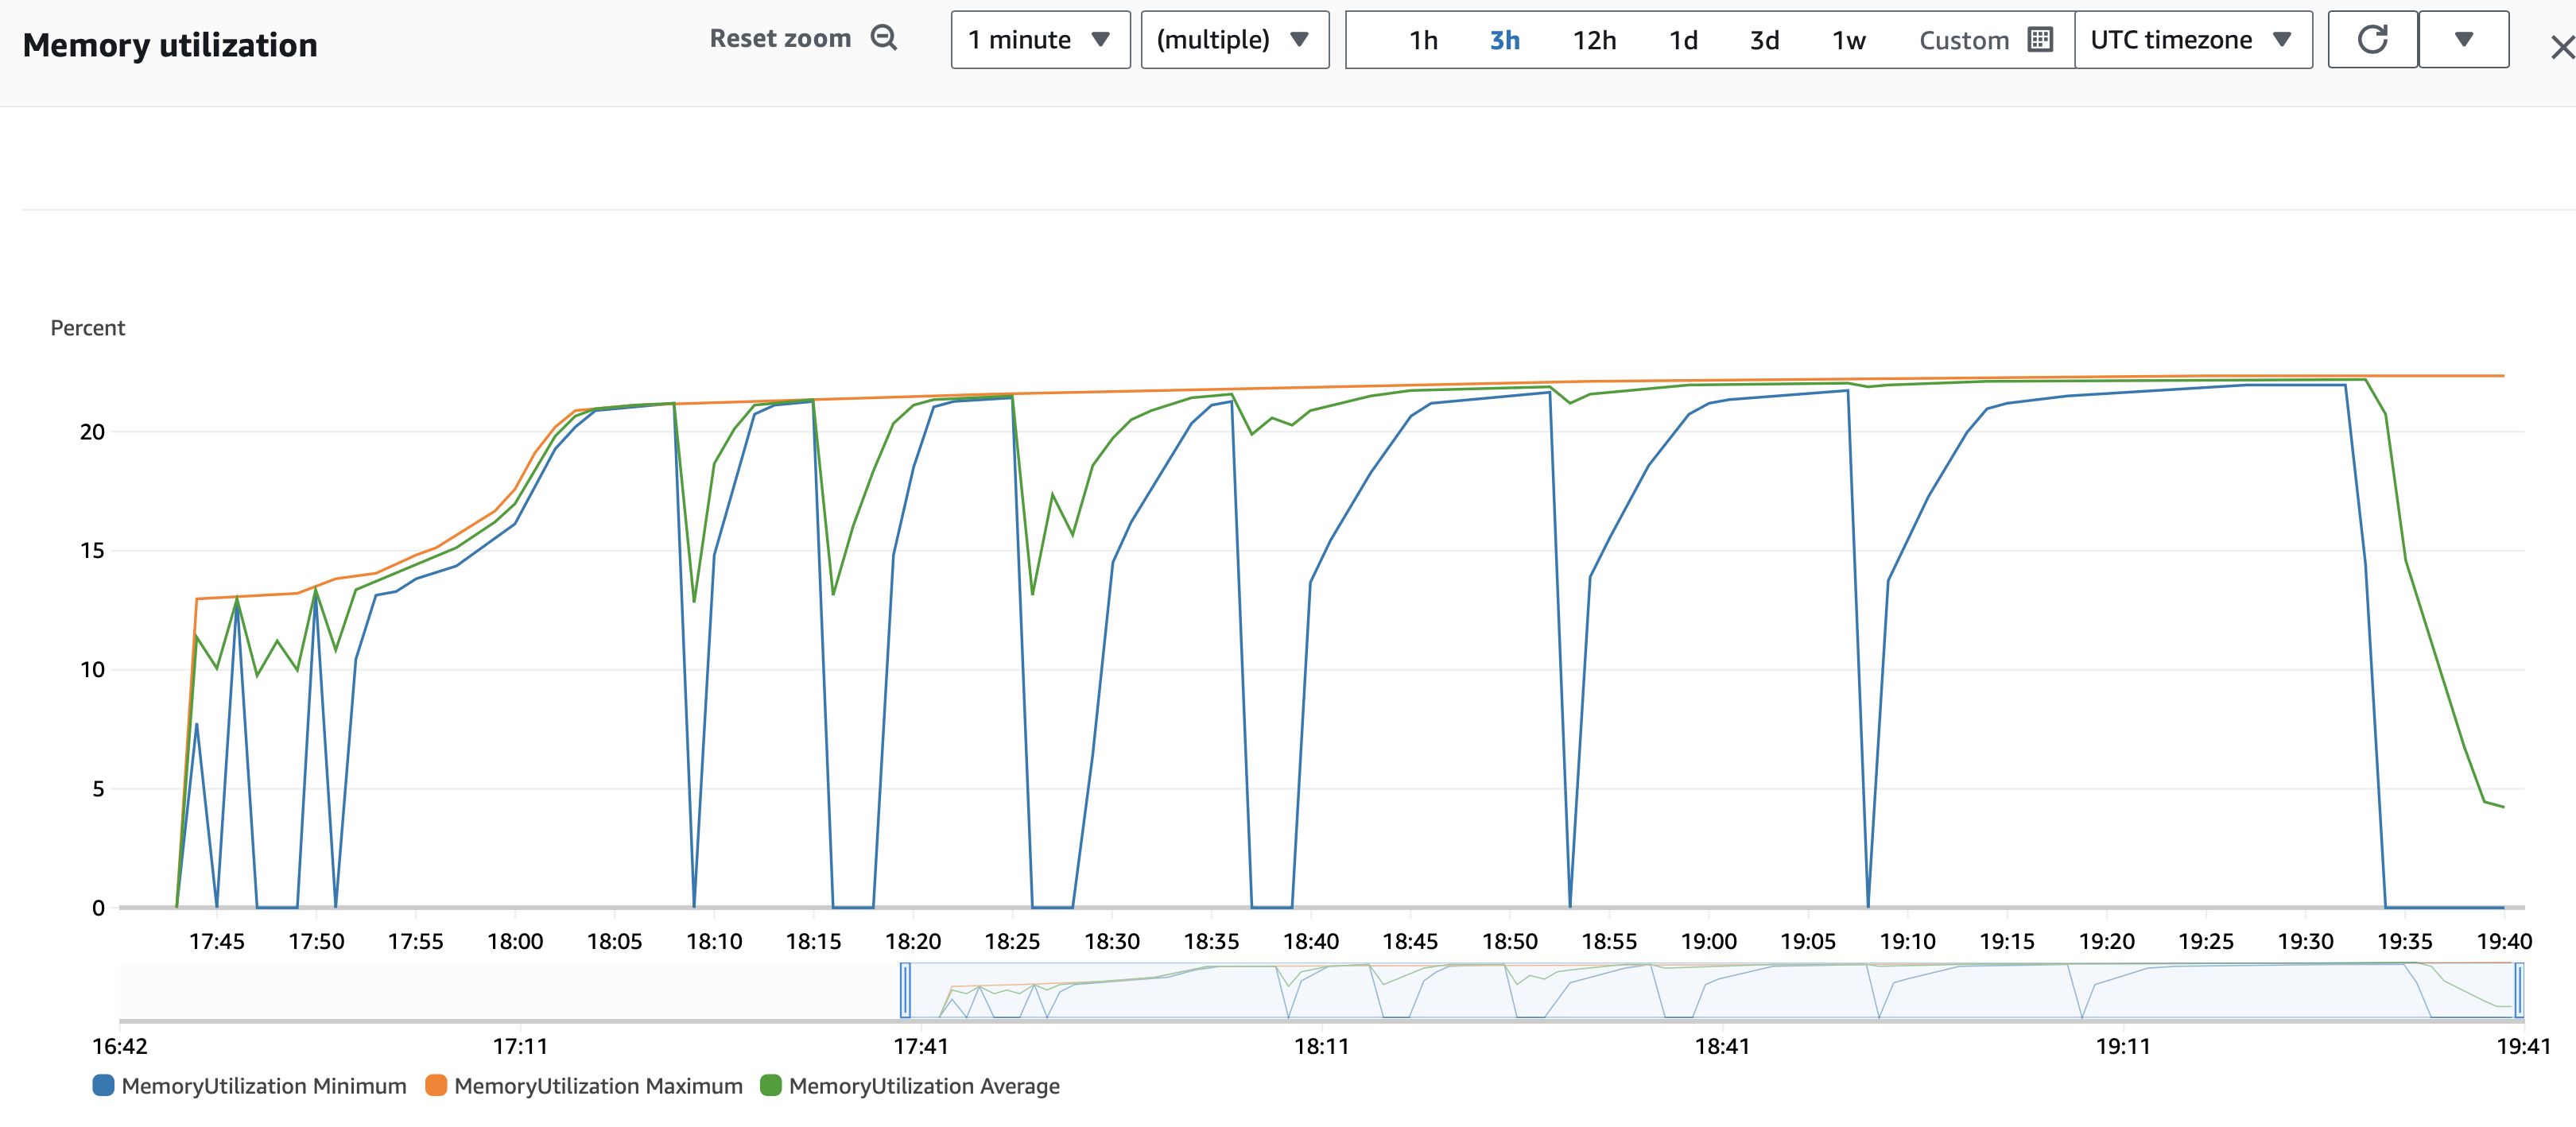 Memory utilization
Reset zoom
1 minute
(multiple)
1h 3h 12h 1d 3d 1w Custom
UTC timezone
Percent
20
15
10
5
0
17:45 17:50 17:55 18:00 18:05 18:10 18:15 18:20 18:25 18:30 18:35 18:40 18:45 18:50 18:55 19:00 19:05 19:10 19:15 19:20 19:25 19:30 19:35 19:40
16:42 17:11 17:41 18:11 18:41 19:11 19:41
MemoryUtilization Minimum MemoryUtilization Maximum MemoryUtilization Average